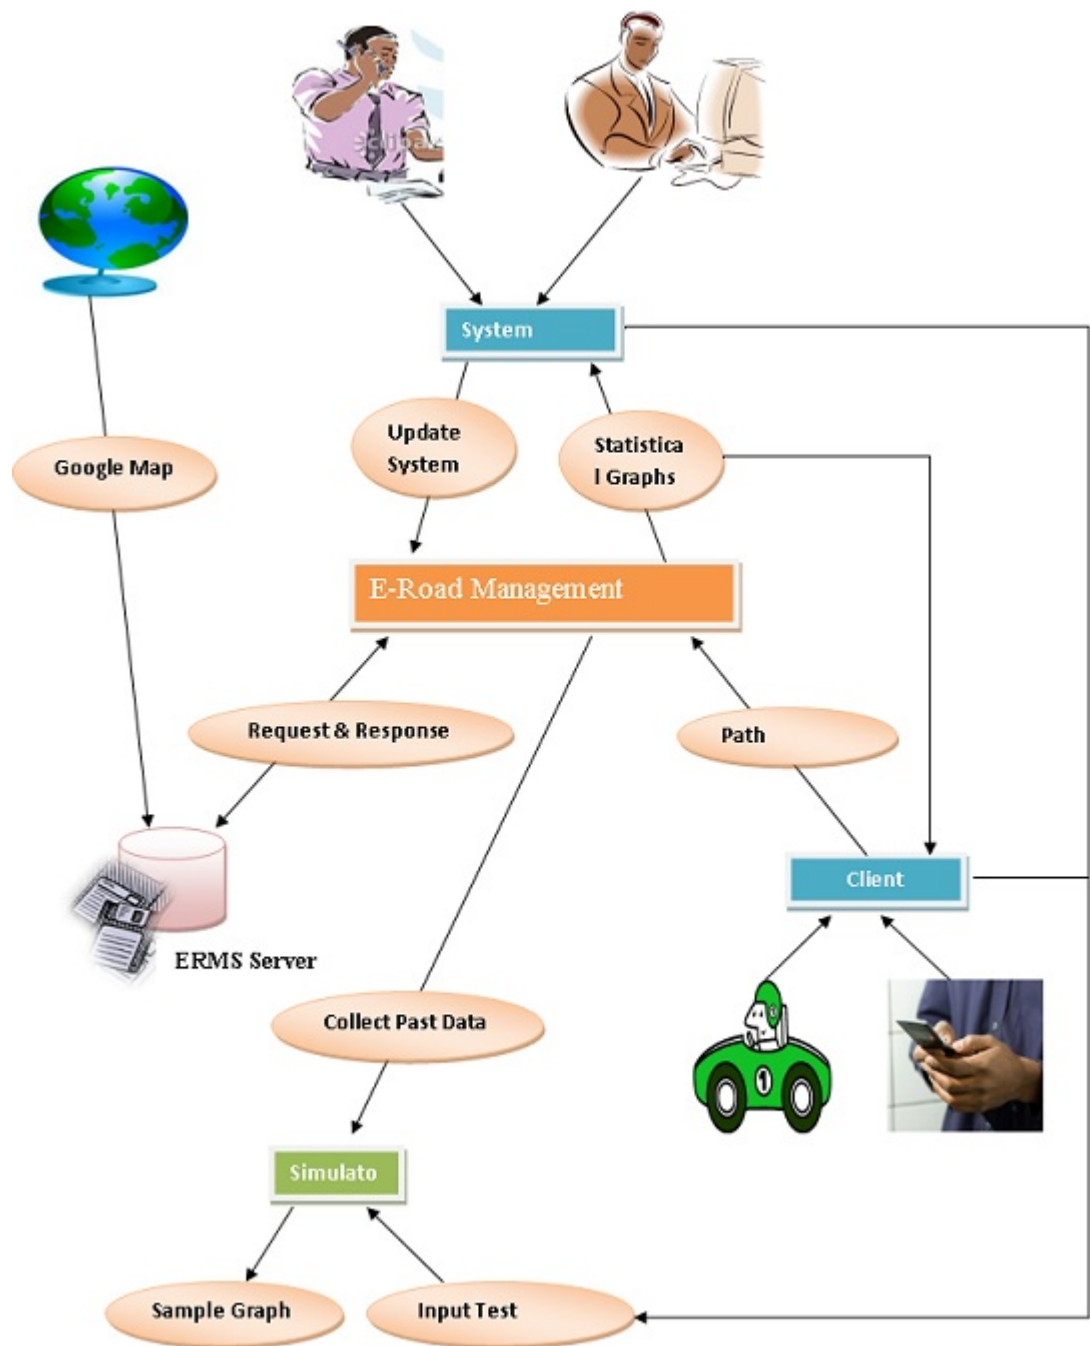 System
Update
System
Statistica
l Graphs
Google Map
E-Road Management
Request & Response
Path
Client
ERMS Server
Collect Past Data
1
Simulato
Sample Graph
Input Test